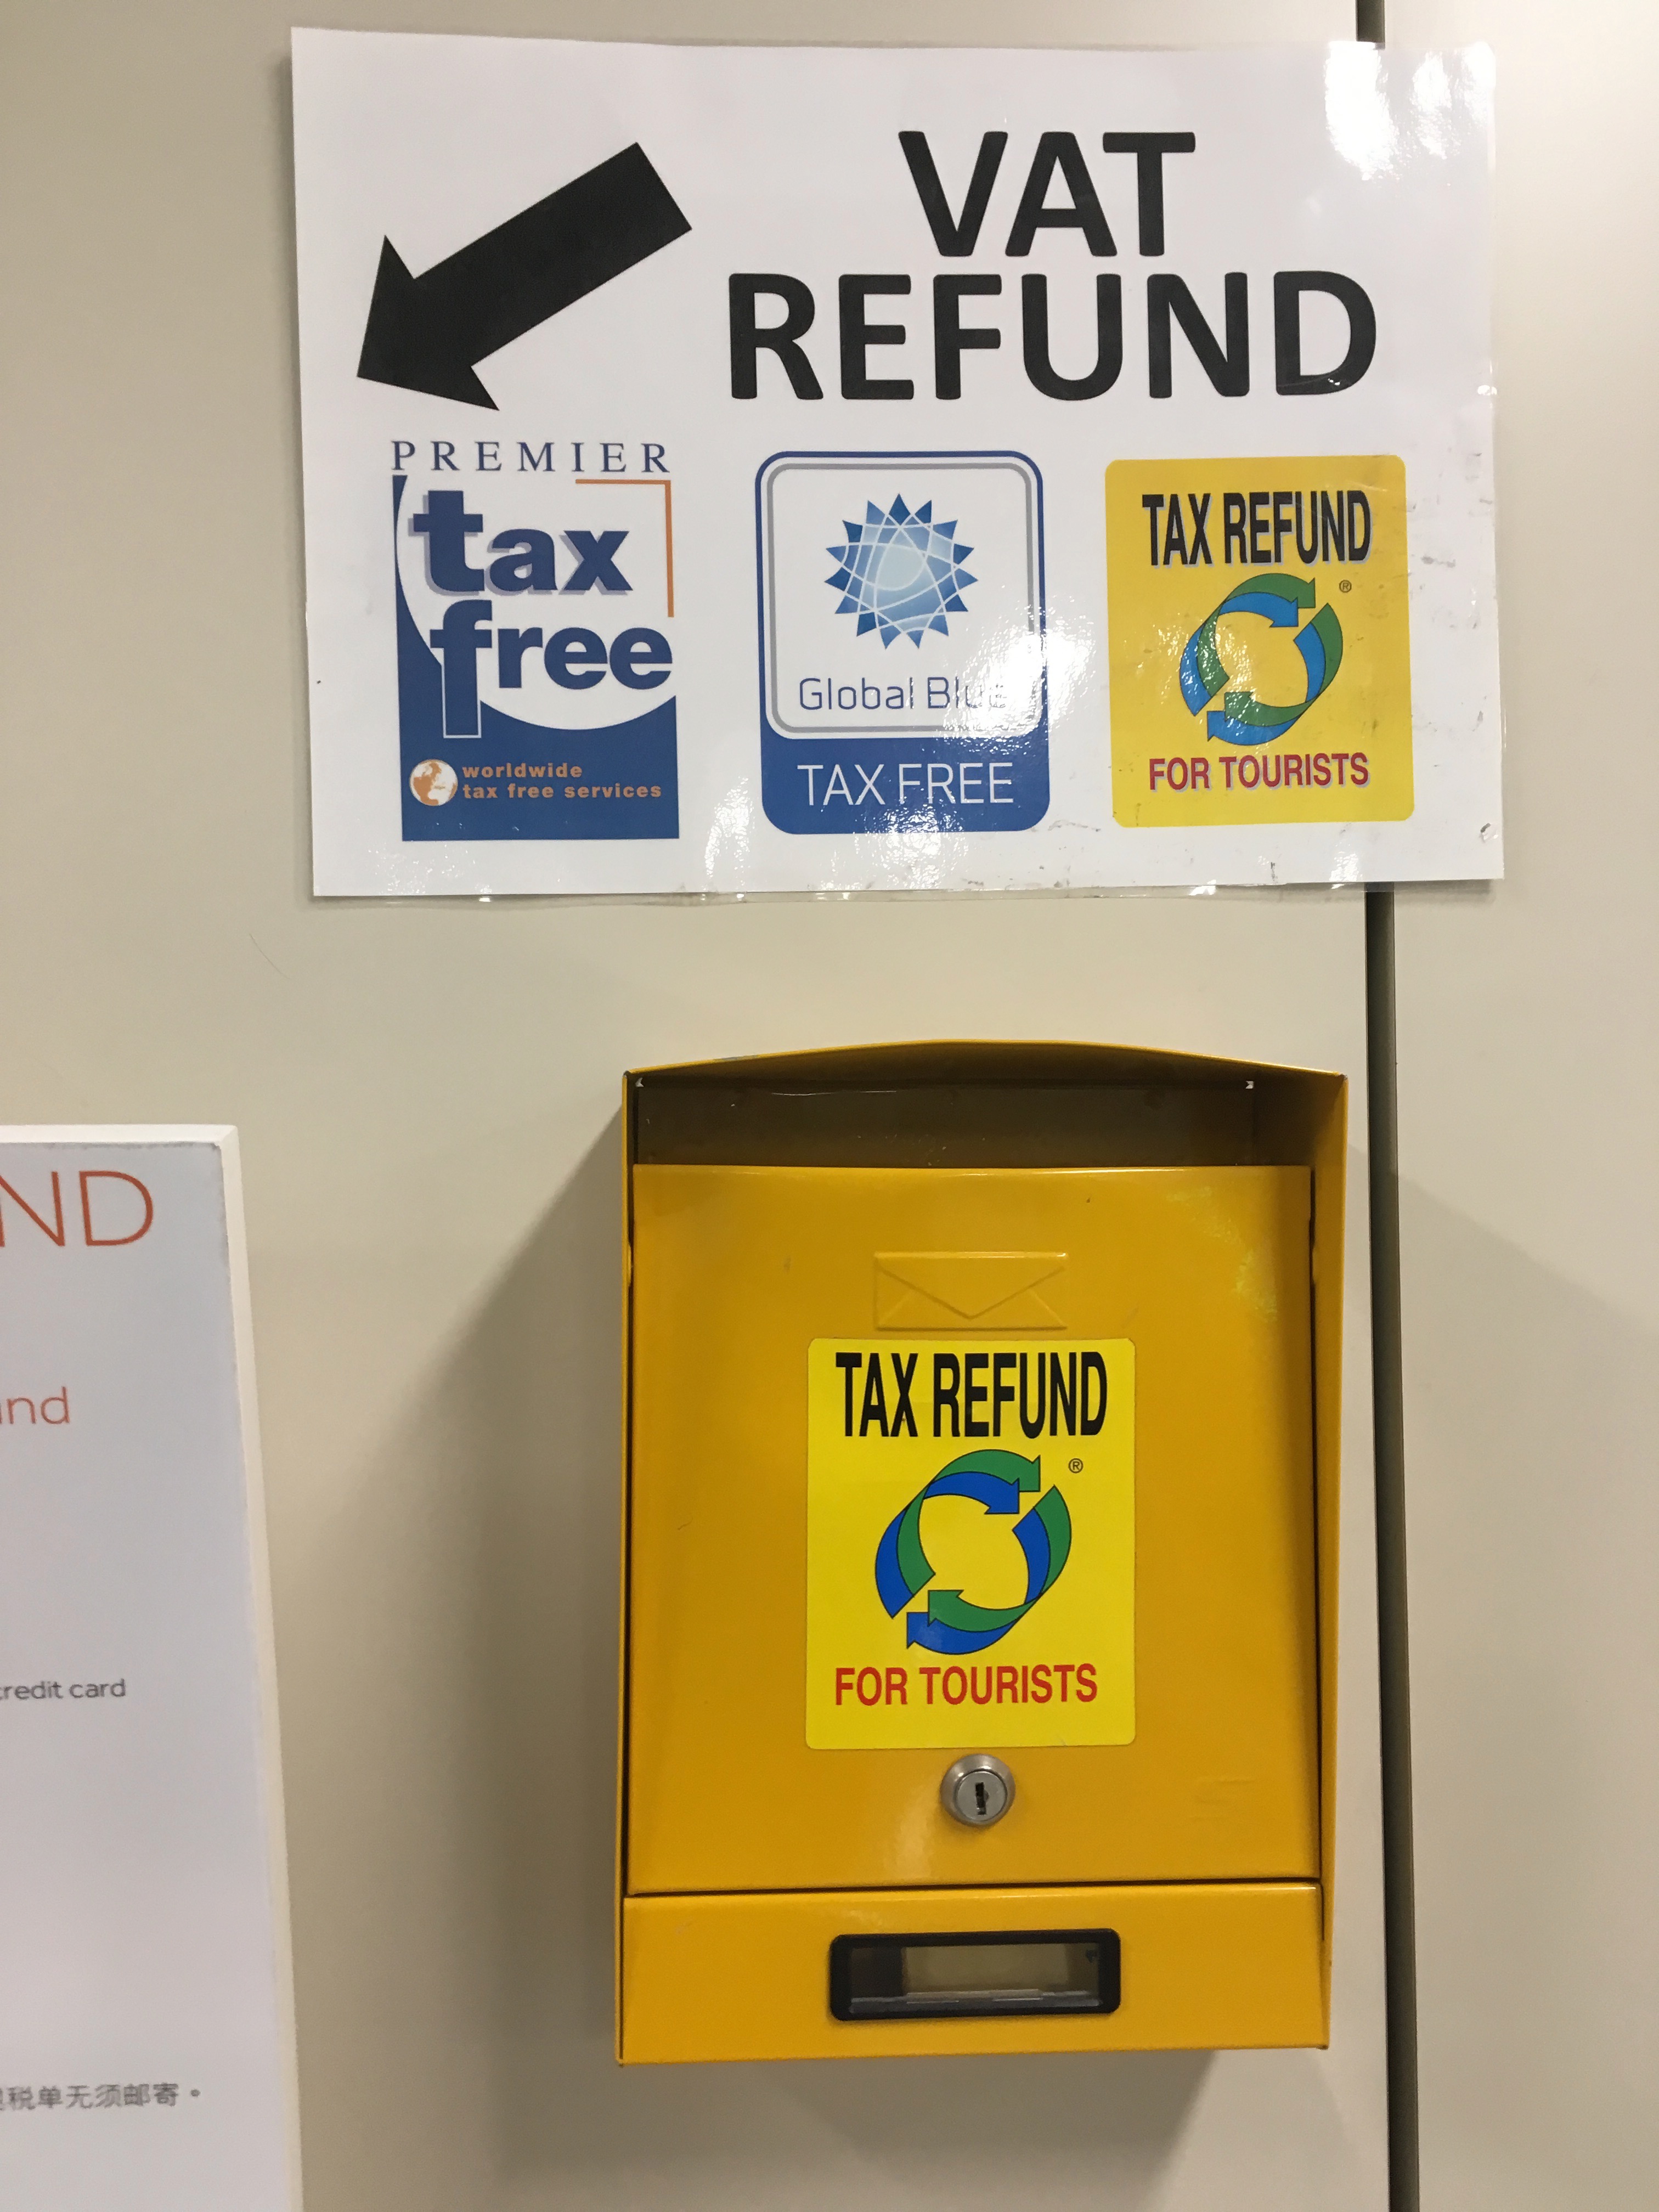 VAT
REFUND
PREMIER
tax
free
worldwide
tax free services
Global Blue
TAX FREE
TAX REFUND
®
FOR TOURISTS
TAX REFUND
®
FOR TOURISTS
ND
und
credit card
税单无须邮寄。